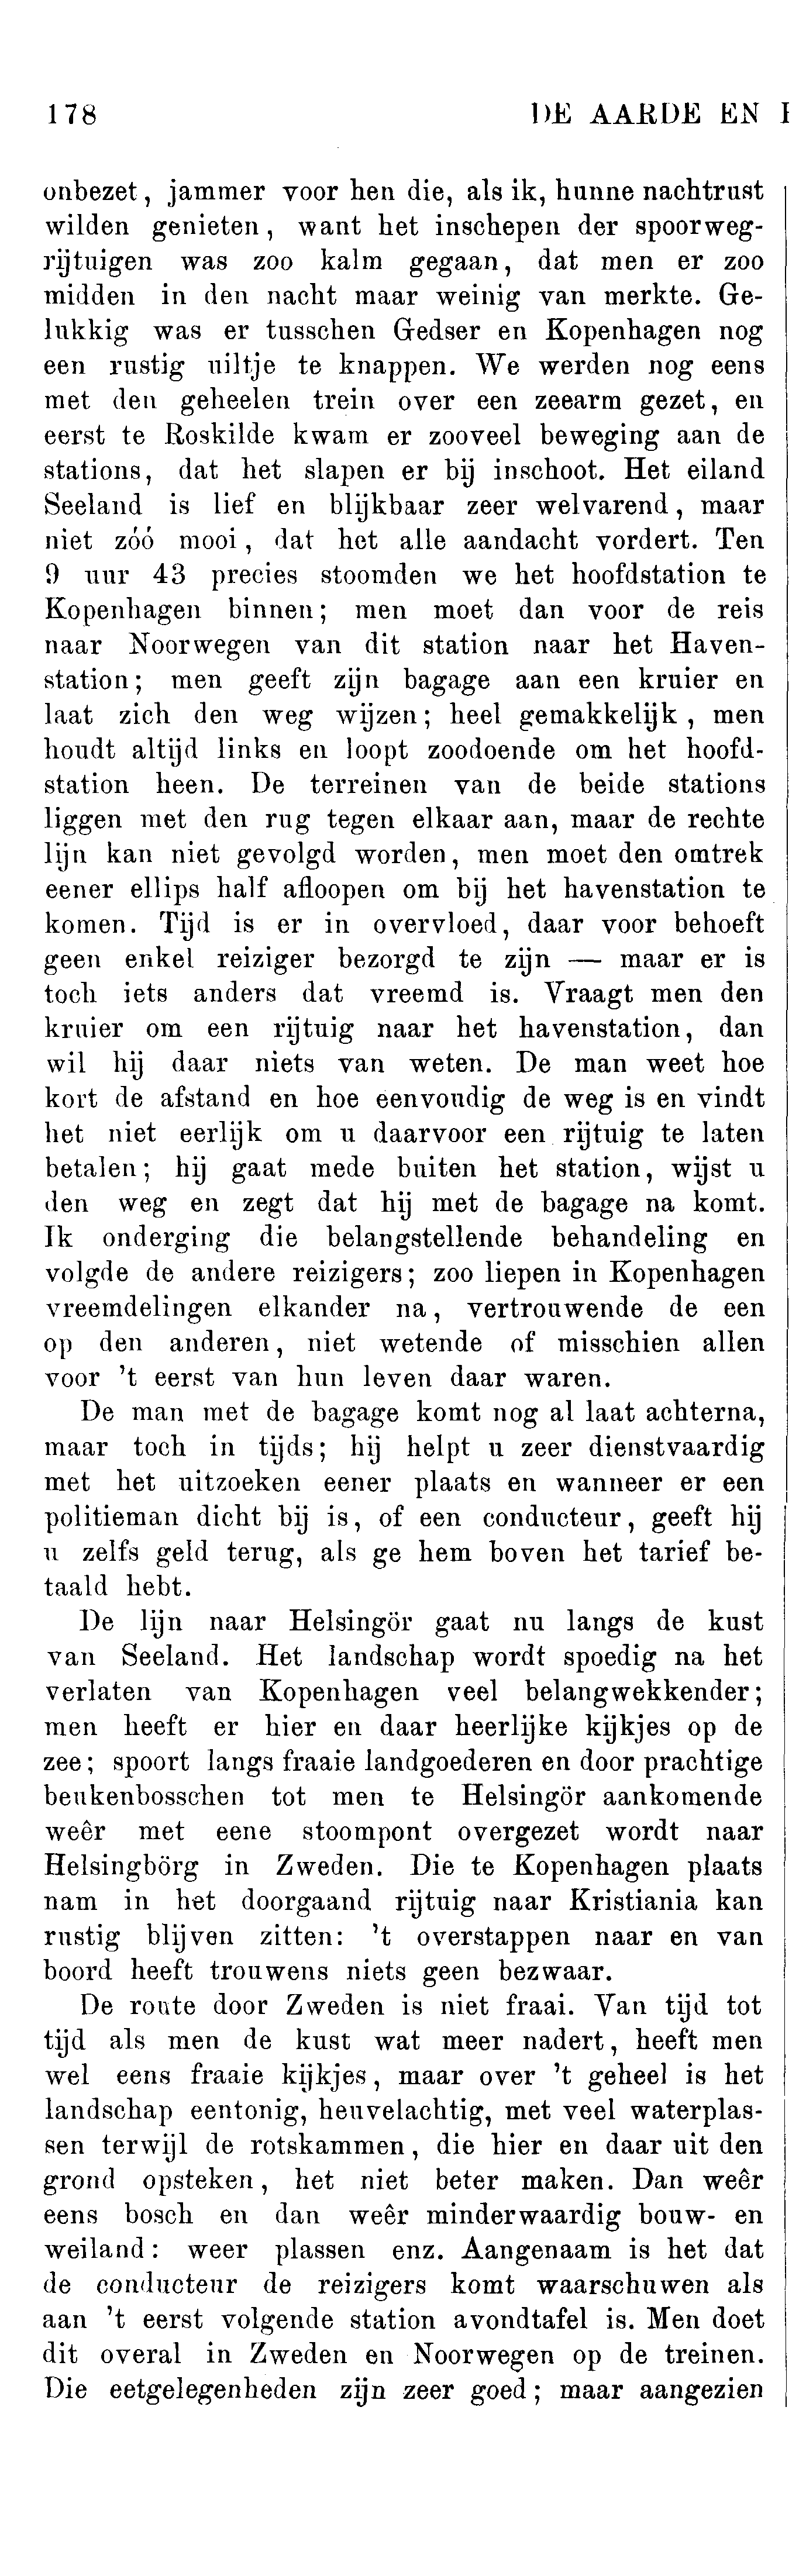 178 DE AARDE EN
onbezet, jammer voor hen die, als ik, hunne nachtrust
wilden genieten, want het inschepen der spoorweg-
rijtuigen was zoo kalm gegaan, dat men er zoo
midden in den nacht maar weinig van merkte. Ge-
lukkig was er tusschen Gedser en Kopenhagen nog
een rustig uiltje te knappen. We werden nog eens
met den geheelen trein over een zeearm gezet, en
eerst te Roskilde kwam er zooveel beweging aan de
stations, dat het slapen er bij inschoot. Het eiland
Seeland is lief en blijkbaar zeer welvarend, maar
niet zóó mooi, dat het alle aandacht vordert. Ten
9 uur 43 precies stoomden we het hoofdstation te
Kopenhagen binnen; men moet dan voor de reis
naar Noorwegen van dit station naar het Haven-
station; men geeft zijn bagage aan een kruier en
laat zich den weg wijzen; heel gemakkelijk, men
houdt altijd links en loopt zoodoende om het hoofd-
station heen. De terreinen van de beide stations
liggen met den rug tegen elkaar aan, maar de rechte
lijn kan niet gevolgd worden, men moet den omtrek
eener ellips half afloopen om bij het havenstation te
komen. Tijd is er in overvloed, daar voor behoeft
geen enkel reiziger bezorgd te zijn — maar er is
toch iets anders dat vreemd is. Vraagt men den
kruier om een rijtuig naar het havenstation, dan
wil hij daar niets van weten. De man weet hoe
kort de afstand en hoe eenvoudig de weg is en vindt
het niet eerlijk om u daarvoor een rijtuig te laten
betalen; hij gaat mede buiten het station, wijst u
den weg en zegt dat hij met de bagage na komt.
Ik onderging die belangstellende behandeling en
volgde de andere reizigers; zoo liepen in Kopenhagen
vreemdelingen elkander na, vertrouwende de een
op den anderen, niet wetende of misschien allen
voor 't eerst van hun leven daar waren.
De man met de bagage komt nog al laat achterna,
maar toch in tijds; hij helpt u zeer dienstvaardig
met het uitzoeken eener plaats en wanneer er een
politieman dicht bij is, of een conducteur, geeft hij
u zelfs geld terug, als ge hem boven het tarief be-
taald hebt.
De lijn naar Helsingör gaat nu langs de kust
van Seeland. Het landschap wordt spoedig na het
verlaten van Kopenhagen veel belangwekkender;
men heeft er hier en daar heerlijke kijkjes op de
zee; spoort langs fraaie landgoederen en door prachtige
beukenbosschen tot men te Helsingör aankomende
weêr met eene stoompont overgezet wordt naar
Helsingbörg in Zweden. Die te Kopenhagen plaats
nam in het doorgaand rijtuig naar Kristiania kan
rustig blijven zitten: 't overstappen naar en van
boord heeft trouwens niets geen bezwaar.
De route door Zweden is niet fraai. Van tijd tot
tijd als men de kust wat meer nadert, heeft men
wel eens fraaie kijkjes, maar over 't geheel is het
landschap eentonig, heuvelachtig, met veel waterplas-
sen terwijl de rotskammen, die hier en daar uit den
grond opsteken, het niet beter maken. Dan weêr
eens bosch en dan weêr minderwaardig bouw- en
weiland: weer plassen enz. Aangenaam is het dat
de conducteur de reizigers komt waarschuwen als
aan 't eerst volgende station avondtafel is. Men doet
dit overal in Zweden en Noorwegen op de treinen.
Die eetgelegenheden zijn zeer goed; maar aangezien